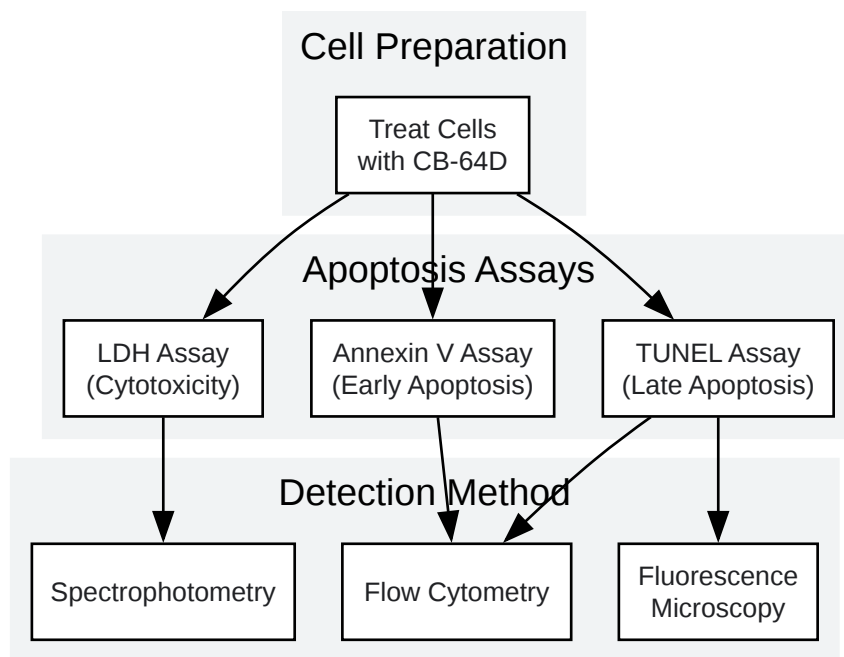 Cell Preparation
Treat Cells
with CB-64D
Apoptosis Assays
LDH Assay
(Cytotoxicity)
Annexin V Assay
(Early Apoptosis)
TUNEL Assay
(Late Apoptosis)
Detection Method
Spectrophotometry
Flow Cytometry
Fluorescence
Microscopy